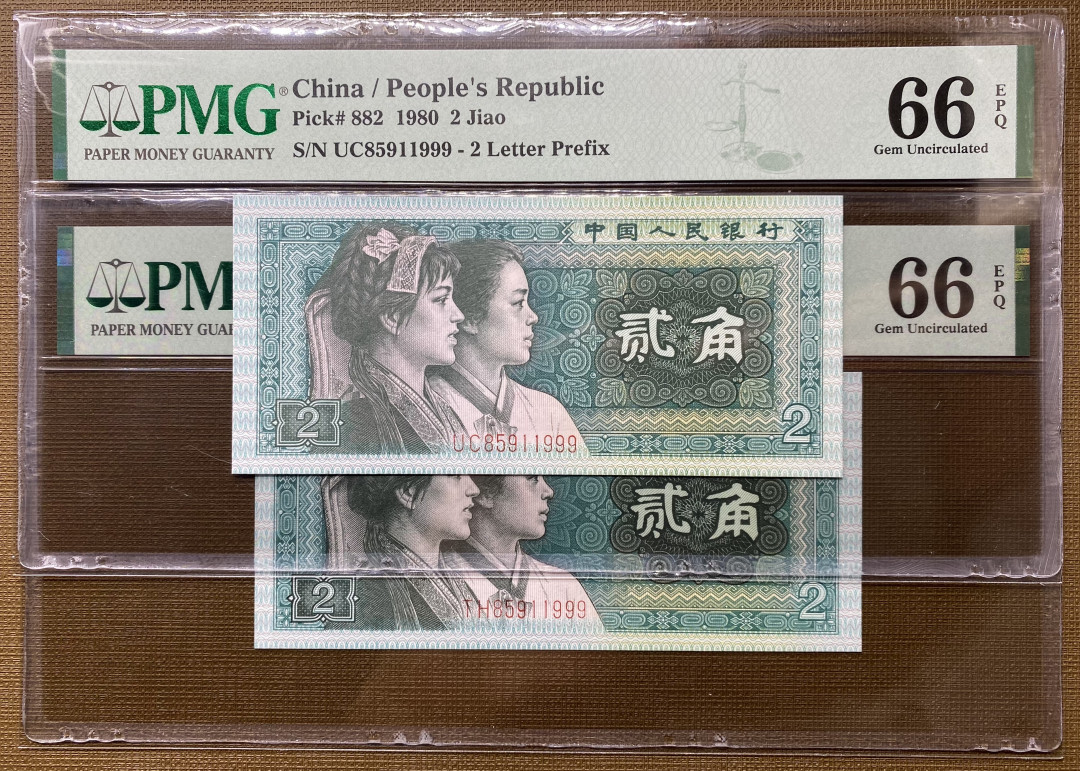 PMG® China / People's Republic
Pick# 882 1980 2 Jiao
PAPER MONEY GUARANTY
S/N UC85911999 - 2 Letter Prefix
66 EPQ
Gem Uncirculated
中国人民银行
贰角
2
2
UC85911999
PM
PAPER MONEY GUAR
66 EPQ
Gem Uncirculated
贰角
2
2
TH85911999